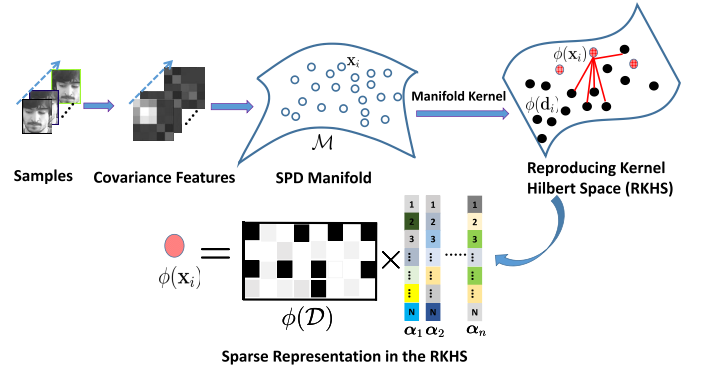 x_i
ϕ(x_i)
Manifold Kernel
ϕ(d_i)
M
Samples
Covariance Features
SPD Manifold
Reproducing Kernel
Hilbert Space (RKHS)
1 1 1
2 2 2
3 3 3
⋮ ⋮ ...... ⋮
⋮ ⋮ ⋮
N N N
= ×
ϕ(x_i)
ϕ(D)
α_1 α_2 α_n
Sparse Representation in the RKHS